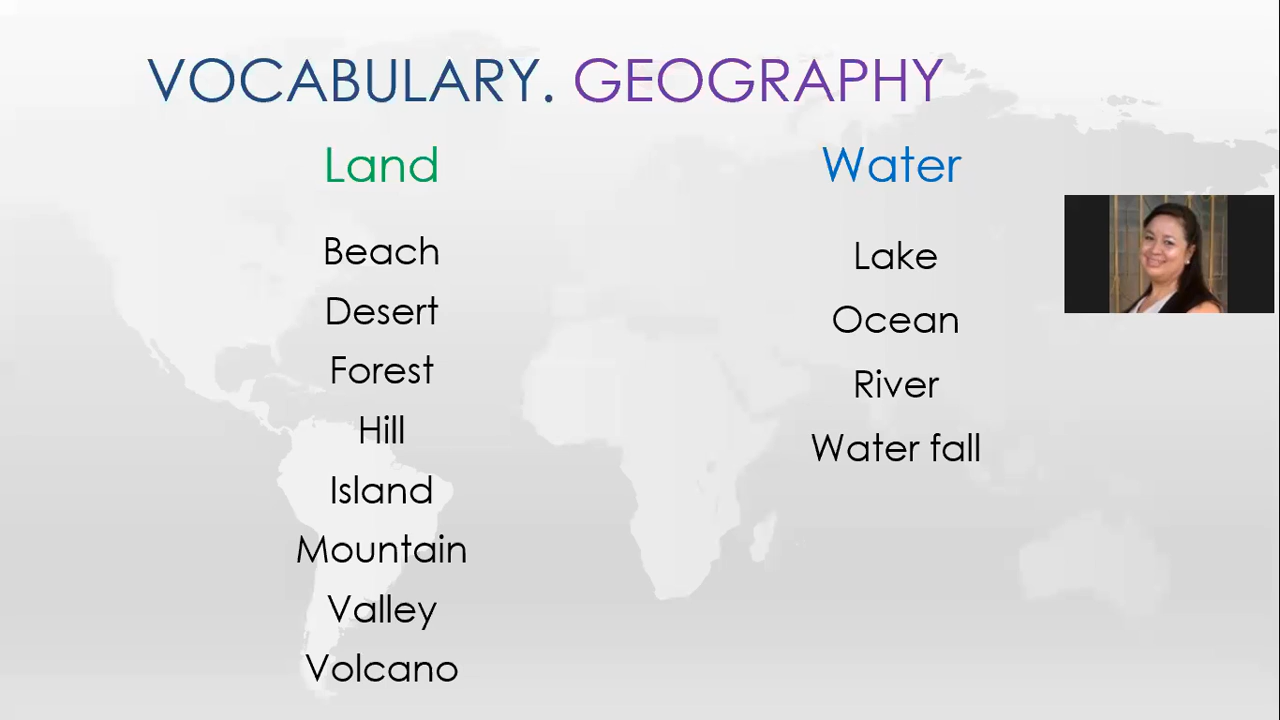 VOCABULARY. GEOGRAPHY
Land
Beach
Desert
Forest
Hill
Island
Mountain
Valley
Volcano
Water
Lake
Ocean
River
Water fall